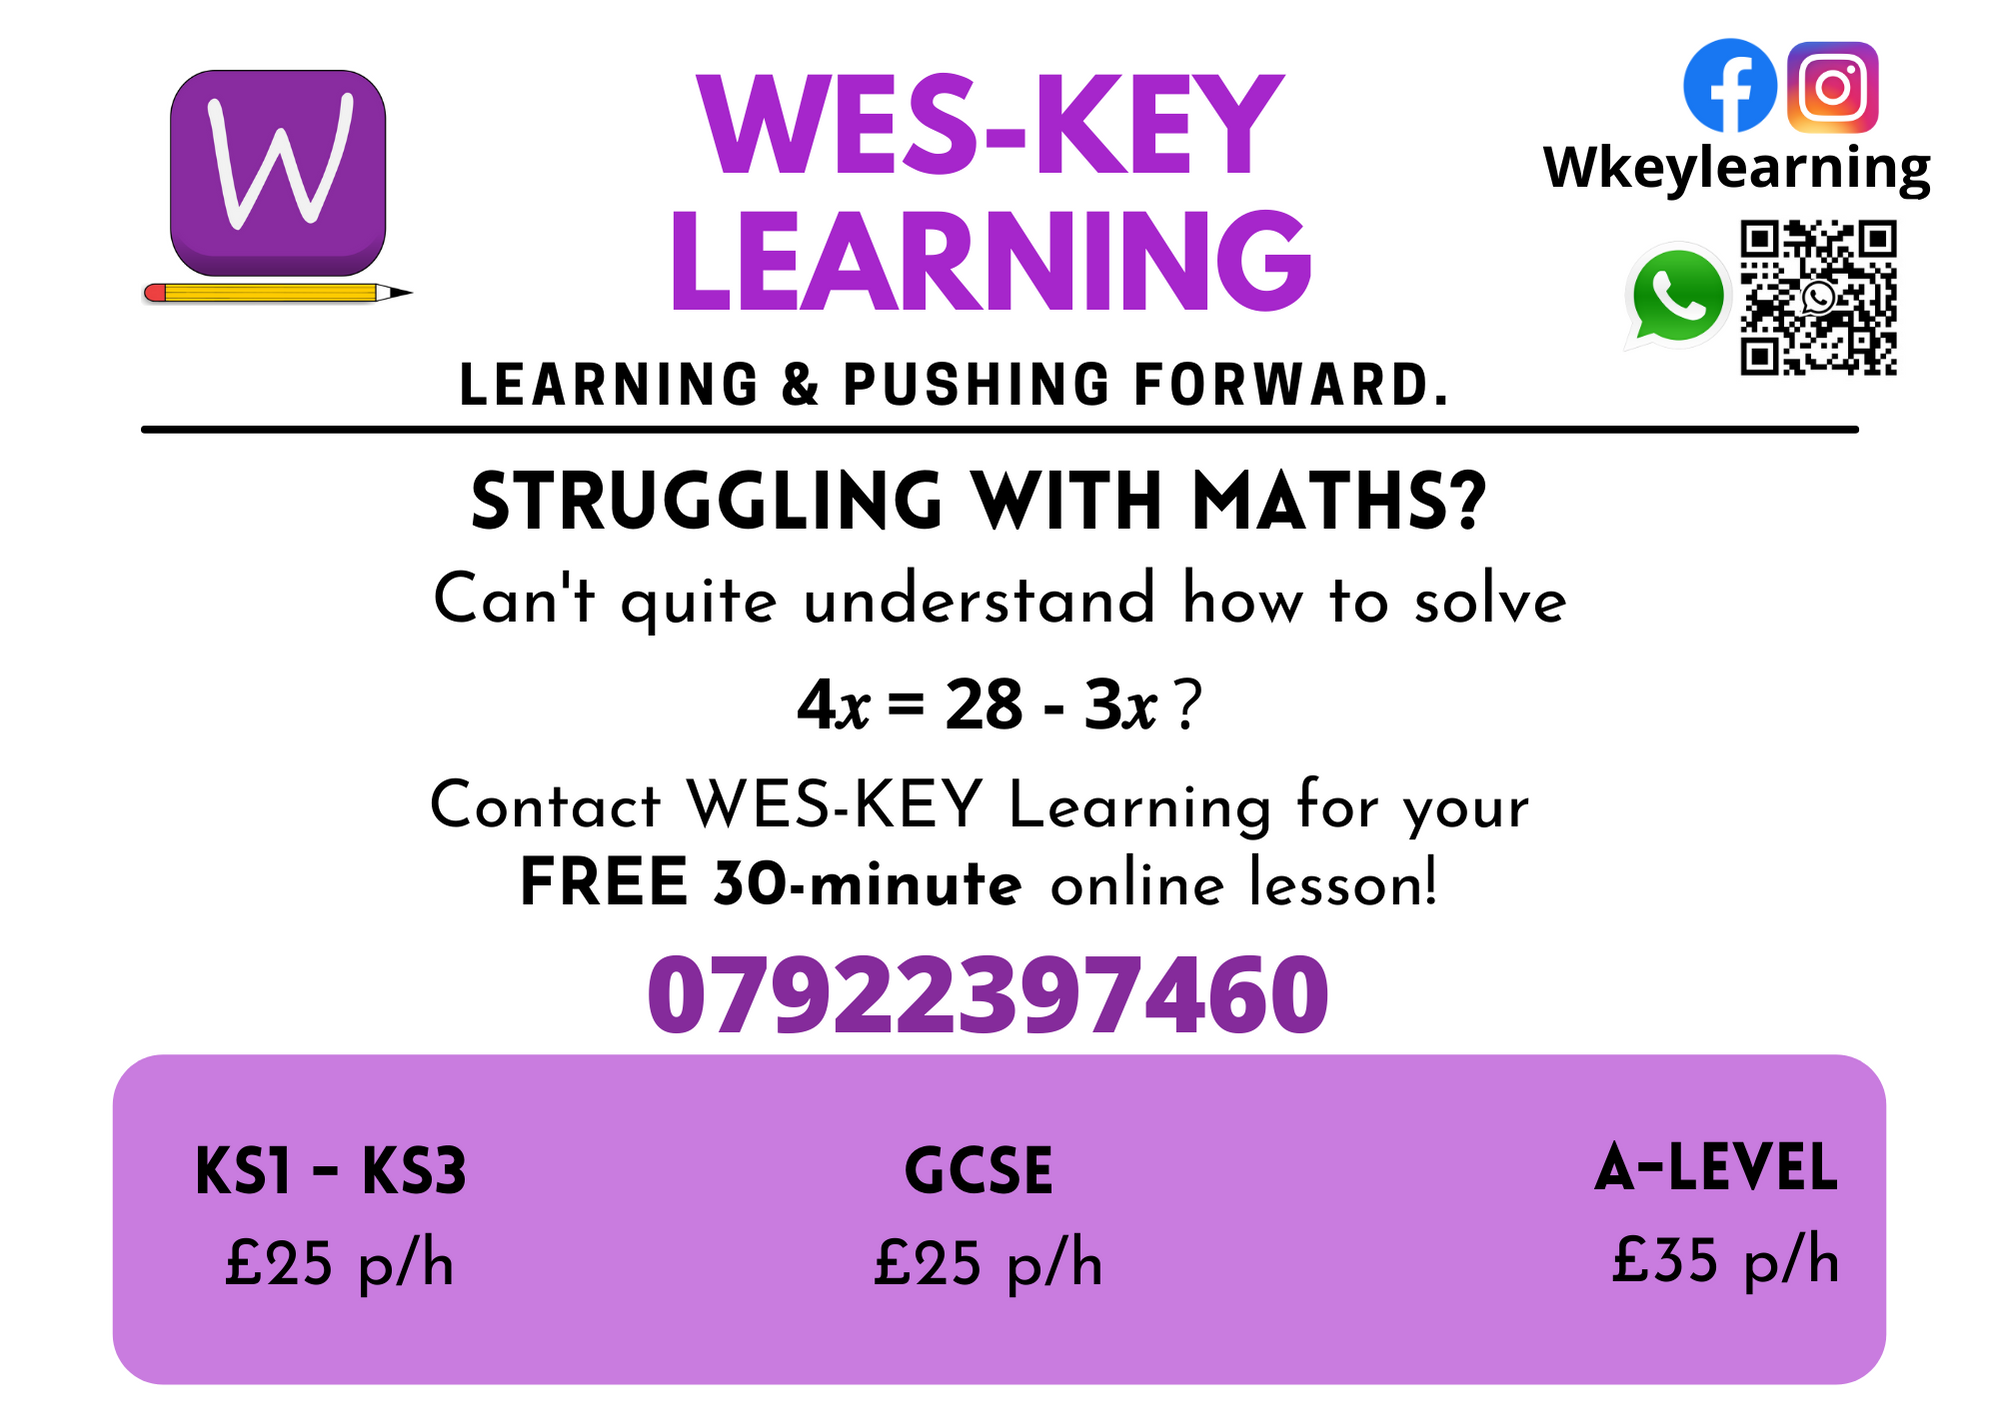 W
WES-KEY
LEARNING
Wkeylearning
LEARNING & PUSHING FORWARD.
STRUGGLING WITH MATHS?
Can't quite understand how to solve
4x = 28 - 3x ?
Contact WES-KEY Learning for your
FREE 30-minute online lesson!
07922397460
KS1 - KS3
£25 p/h
GCSE
£25 p/h
A-LEVEL
£35 p/h